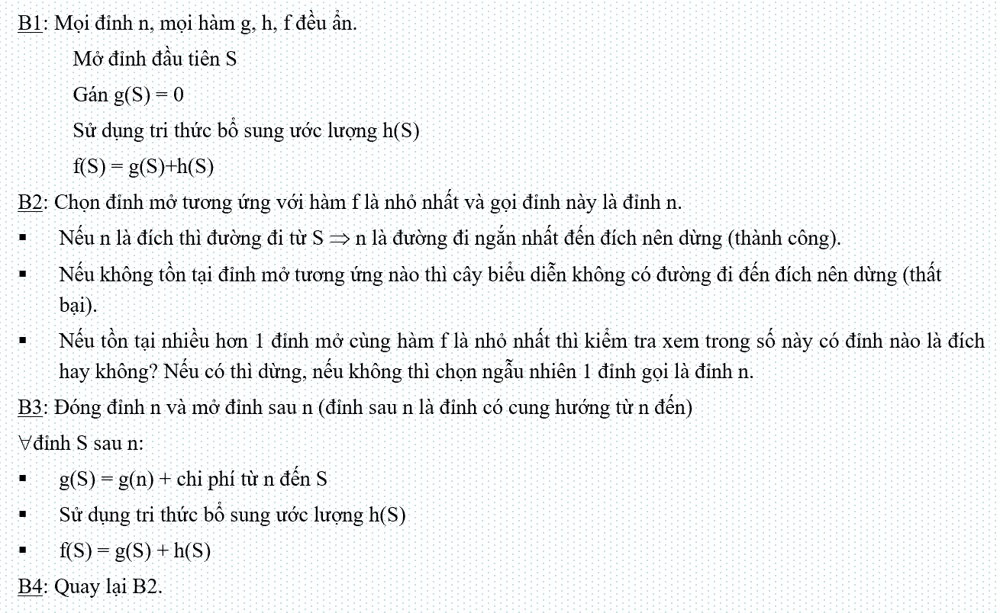 B1: Mọi đỉnh n, mọi hàm g, h, f đều ẩn.
Mở đỉnh đầu tiên S
Gán g(S) = 0
Sử dụng tri thức bổ sung ước lượng h(S)
f(S) = g(S)+h(S)
B2: Chọn đỉnh mở tương ứng với hàm f là nhỏ nhất và gọi đỉnh này là đỉnh n.
▪ Nếu n là đích thì đường đi từ S ⇒ n là đường đi ngắn nhất đến đích nên dừng (thành công).
▪ Nếu không tồn tại đỉnh mở tương ứng nào thì cây biểu diễn không có đường đi đến đích nên dừng (thất
bại).
▪ Nếu tồn tại nhiều hơn 1 đỉnh mở cùng hàm f là nhỏ nhất thì kiểm tra xem trong số này có đỉnh nào là đích
hay không? Nếu có thì dừng, nếu không thì chọn ngẫu nhiên 1 đỉnh gọi là đỉnh n.
B3: Đóng đỉnh n và mở đỉnh sau n (đỉnh sau n là đỉnh có cung hướng từ n đến)
∀đỉnh S sau n:
▪ g(S) = g(n) + chi phí từ n đến S
▪ Sử dụng tri thức bổ sung ước lượng h(S)
▪ f(S) = g(S) + h(S)
B4: Quay lại B2.